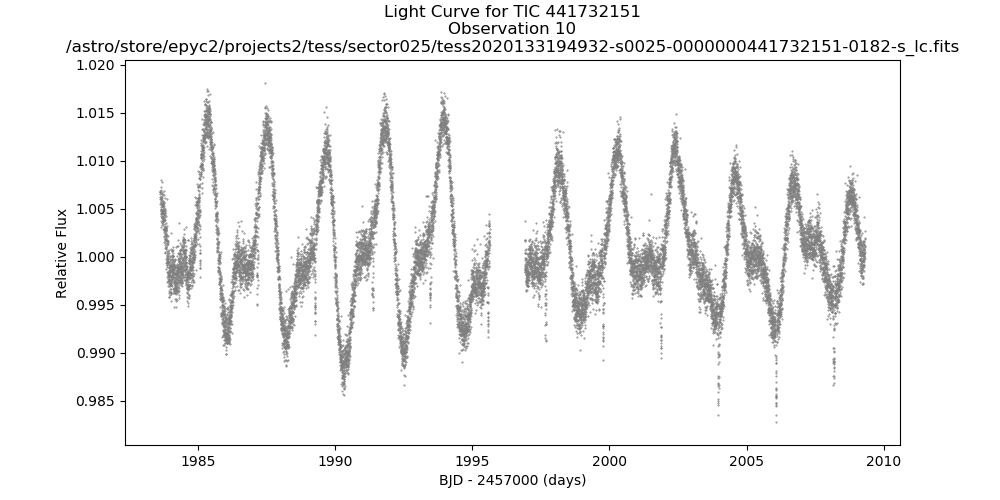 Light Curve for TIC 441732151
Observation 10
/astro/store/epyc2/projects2/tess/sector025/tess2020133194932-s0025-0000000441732151-0182-s_lc.fits
1.020
1.015
1.010
1.005
1.000
0.995
0.990
0.985
Relative Flux
1985
1990
1995
2000
2005
2010
BJD - 2457000 (days)